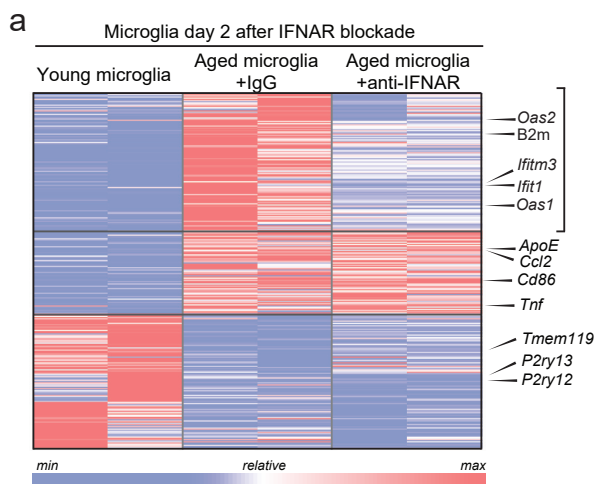 a
Microglia day 2 after IFNAR blockade
Young microglia
Aged microglia
+IgG
Aged microglia
+anti-IFNAR
Oas2
B2m
Ifitm3
Ifit1
Oas1
ApoE
Ccl2
Cd86
Tnf
Tmem119
P2ry13
P2ry12
min relative max